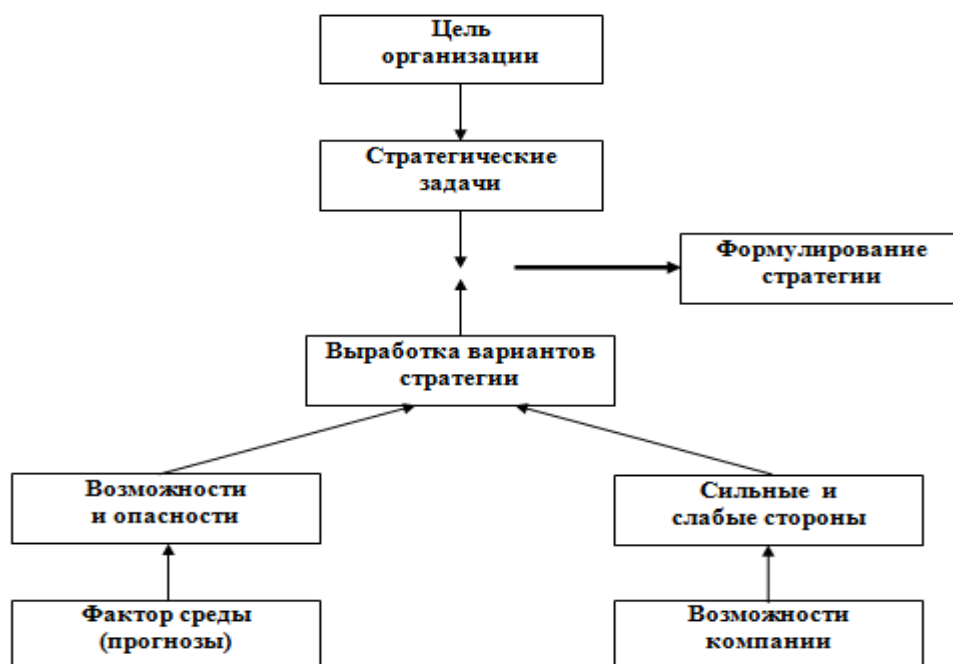 Цель
организации
Стратегические
задачи
Формулирование
стратегии
Выработка вариантов
стратегии
Возможности
и опасности
Сильные и
слабые стороны
Фактор среды
(прогнозы)
Возможности
компании